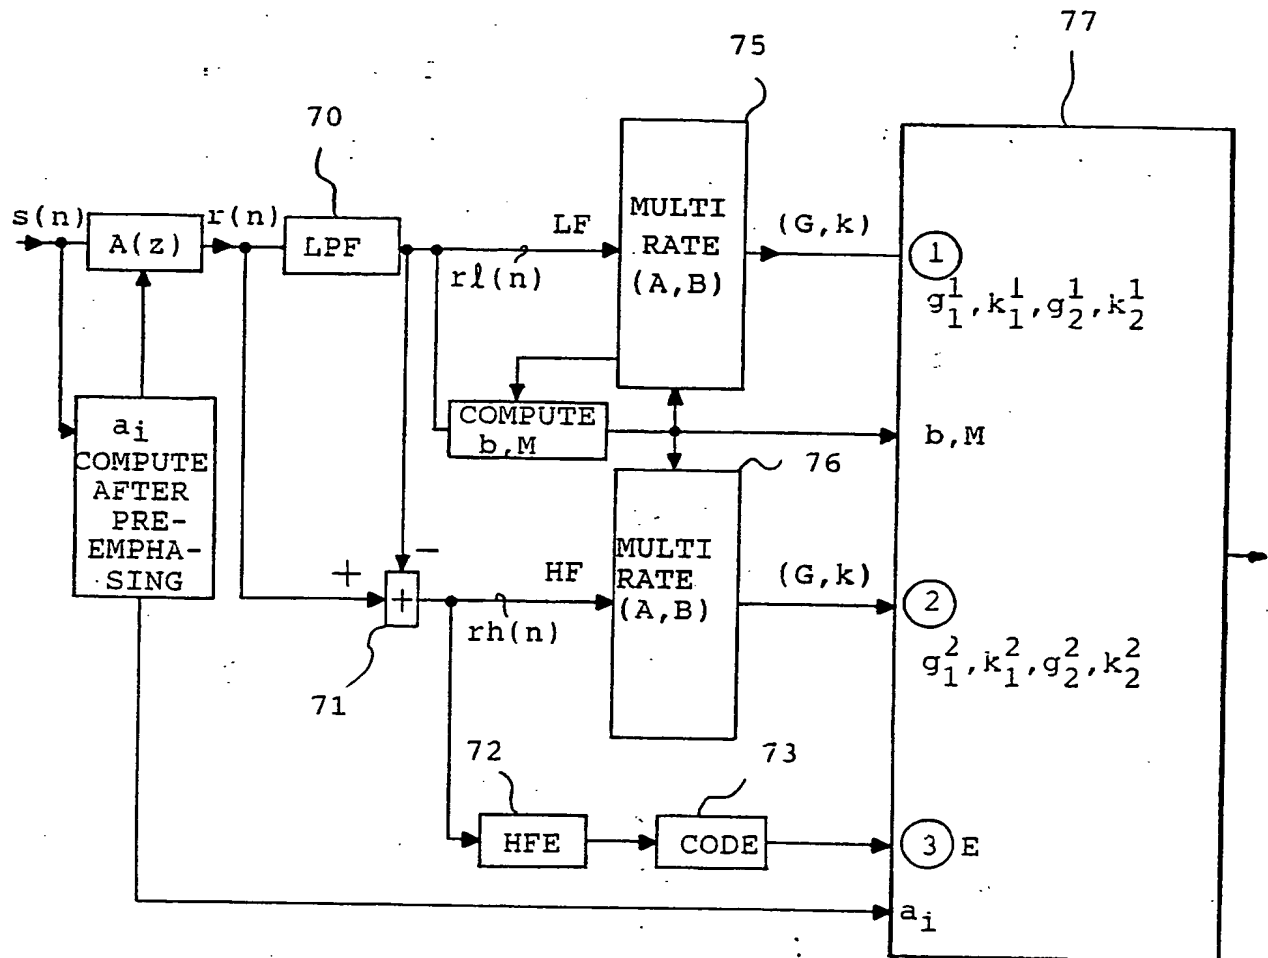 75
77
70
s(n)
A(z)
r(n)
LPF
LF
rℓ(n)
MULTI
RATE
(A,B)
(G,k)
1
g₁¹,k₁¹,g₂¹,k₂¹
aᵢ
COMPUTE
AFTER
PRE-
EMPHA-
SING
COMPUTE
b,M
b,M
76
+
−
+
71
HF
rh(n)
MULTI
RATE
(A,B)
(G,k)
2
g₁²,k₁²,g₂²,k₂²
72
73
HFE
CODE
3 E
aᵢ